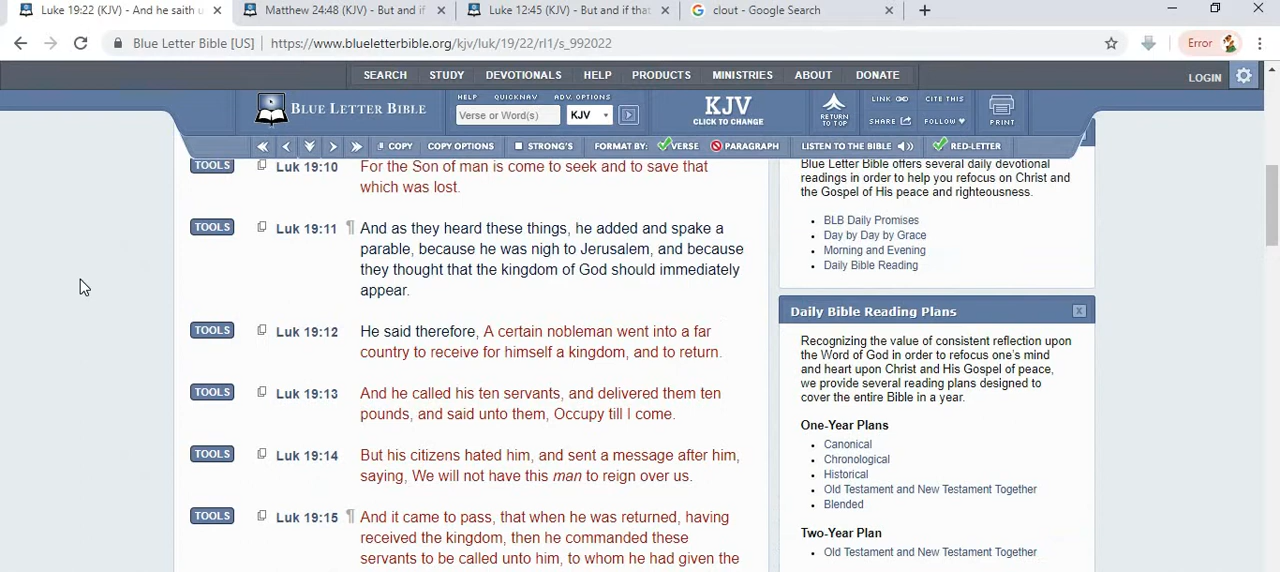 Luke 19:22 (KJV) - And he saith u
Matthew 24:48 (KJV) - But and if
Luke 12:45 (KJV) - But and if that
clout - Google Search
Blue Letter Bible [US] https://www.blueletterbible.org/kjv/luk/19/22/rl1/s_992022
Error
SEARCH STUDY DEVOTIONALS HELP PRODUCTS MINISTRIES ABOUT DONATE
LOGIN
BLUE LETTER BIBLE
HELP QUICKNAV ADV. OPTIONS
Verse or Word(s) KJV
KJV
CLICK TO CHANGE
RETURN
TO TOP
LINK CITE THIS
SHARE FOLLOW
PRINT
COPY COPY OPTIONS STRONG'S FORMAT BY: VERSE PARAGRAPH LISTEN TO THE BIBLE RED-LETTER
TOOLS Luk 19:10 For the Son of man is come to seek and to save that
which was lost.
TOOLS Luk 19:11 ¶ And as they heard these things, he added and spake a
parable, because he was nigh to Jerusalem, and because
they thought that the kingdom of God should immediately
appear.
TOOLS Luk 19:12 He said therefore, A certain nobleman went into a far
country to receive for himself a kingdom, and to return.
TOOLS Luk 19:13 And he called his ten servants, and delivered them ten
pounds, and said unto them, Occupy till I come.
TOOLS Luk 19:14 But his citizens hated him, and sent a message after him,
saying, We will not have this man to reign over us.
TOOLS Luk 19:15 ¶ And it came to pass, that when he was returned, having
received the kingdom, then he commanded these
servants to be called unto him, to whom he had given the
Blue Letter Bible offers several daily devotional
readings in order to help you refocus on Christ and
the Gospel of His peace and righteousness.
BLB Daily Promises
Day by Day by Grace
Morning and Evening
Daily Bible Reading
Daily Bible Reading Plans x
Recognizing the value of consistent reflection upon
the Word of God in order to refocus one's mind
and heart upon Christ and His Gospel of peace,
we provide several reading plans designed to
cover the entire Bible in a year.
One-Year Plans
Canonical
Chronological
Historical
Old Testament and New Testament Together
Blended
Two-Year Plan
Old Testament and New Testament Together